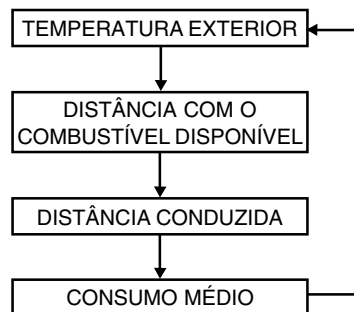 TEMPERATURA EXTERIOR
DISTÂNCIA COM O
COMBUSTÍVEL DISPONÍVEL
DISTÂNCIA CONDUZIDA
CONSUMO MÉDIO